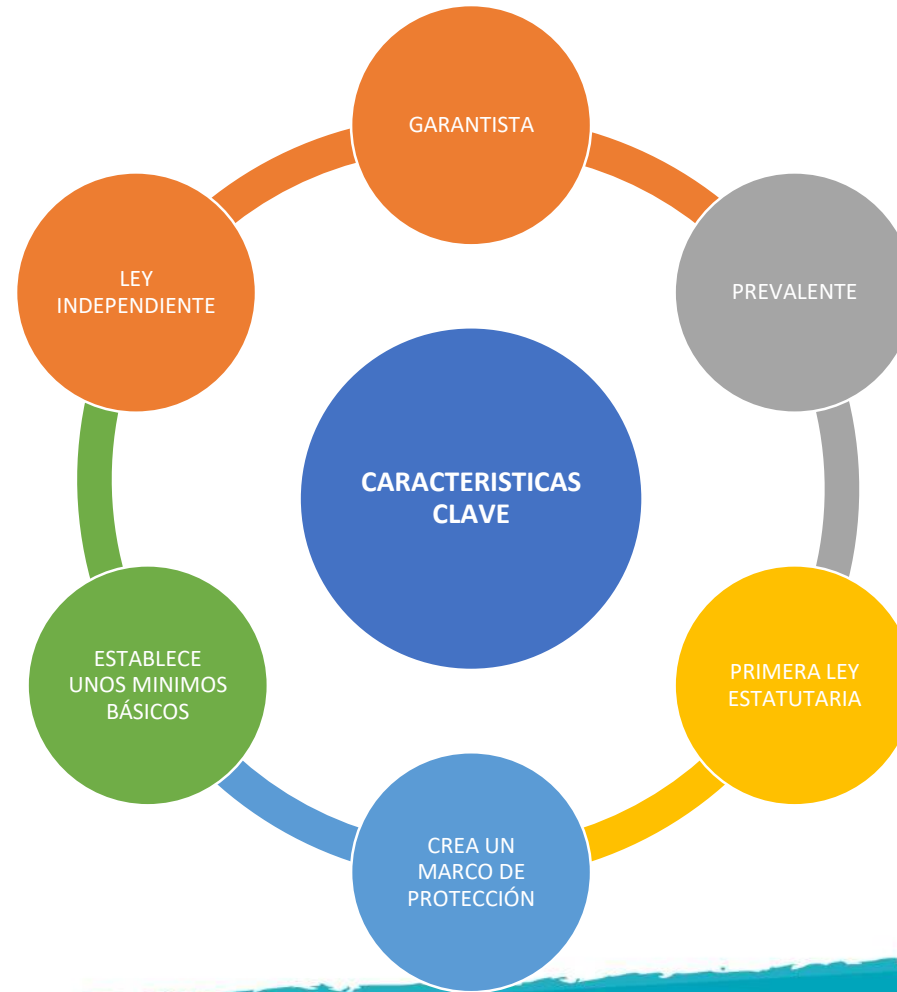 GARANTISTA
PREVALENTE
PRIMERA LEY
ESTATUTARIA
CREA UN
MARCO DE
PROTECCIÓN
ESTABLECE
UNOS MINIMOS
BÁSICOS
LEY
INDEPENDIENTE
CARACTERISTICAS
CLAVE